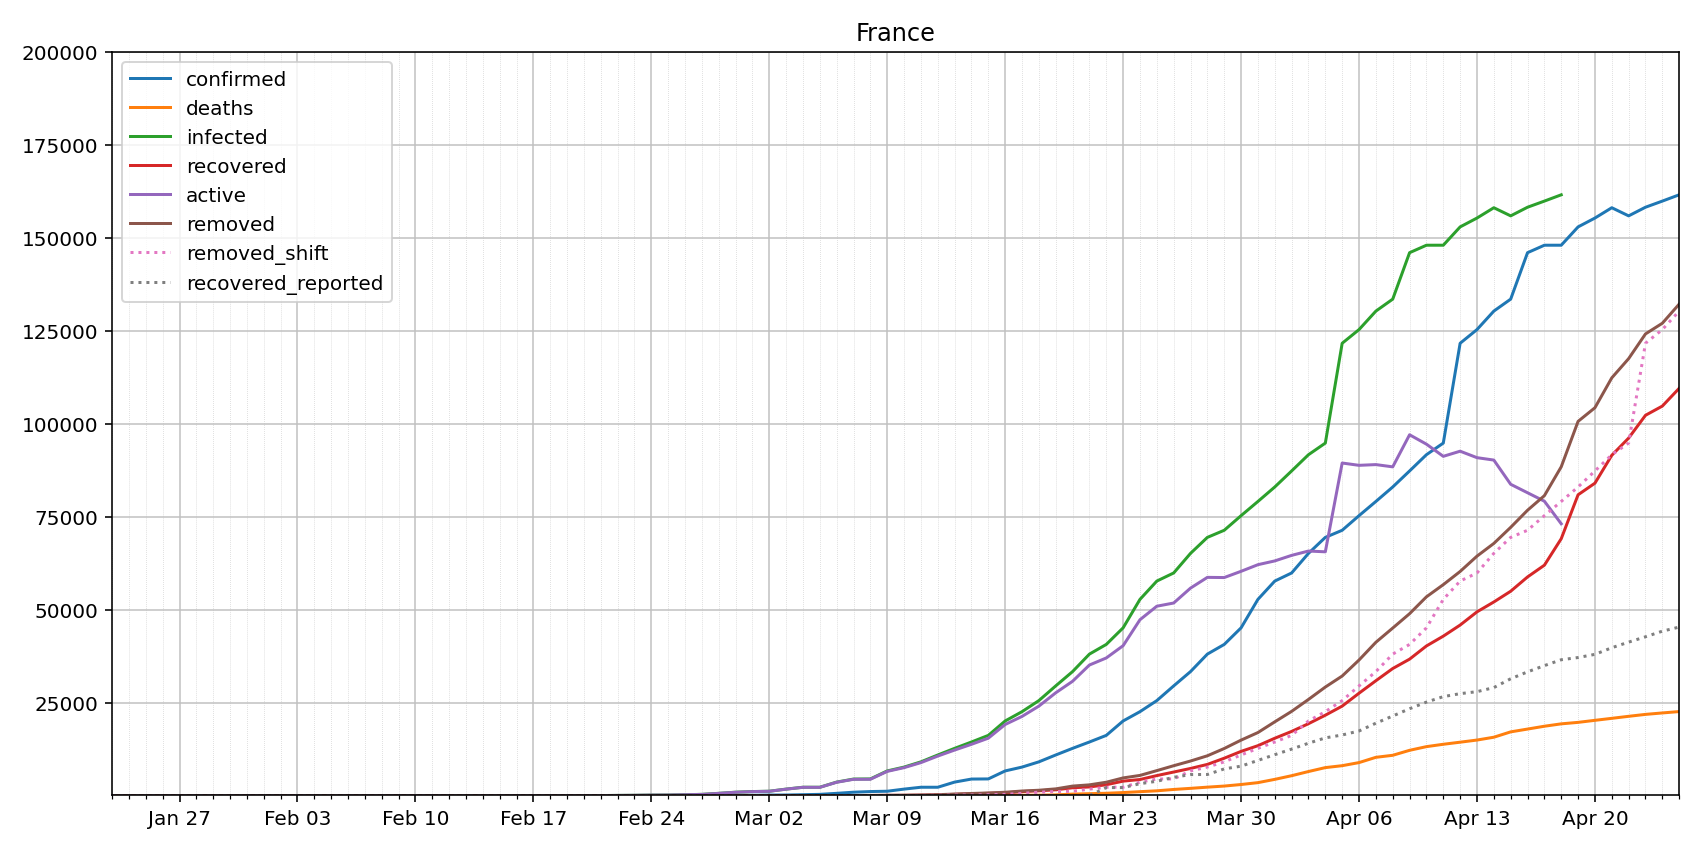 France
200000
175000
150000
125000
100000
75000
50000
25000
confirmed
deaths
infected
recovered
active
removed
removed_shift
recovered_reported
Jan 27 Feb 03 Feb 10 Feb 17 Feb 24 Mar 02 Mar 09 Mar 16 Mar 23 Mar 30 Apr 06 Apr 13 Apr 20